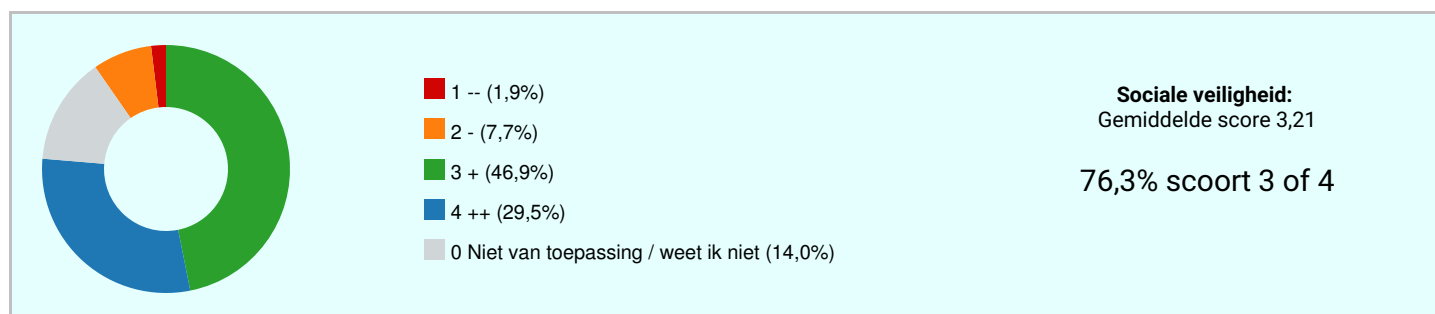 1 -- (1,9%)
2 - (7,7%)
3 + (46,9%)
4 ++ (29,5%)
0 Niet van toepassing / weet ik niet (14,0%)
Sociale veiligheid:
Gemiddelde score 3,21
76,3% scoort 3 of 4